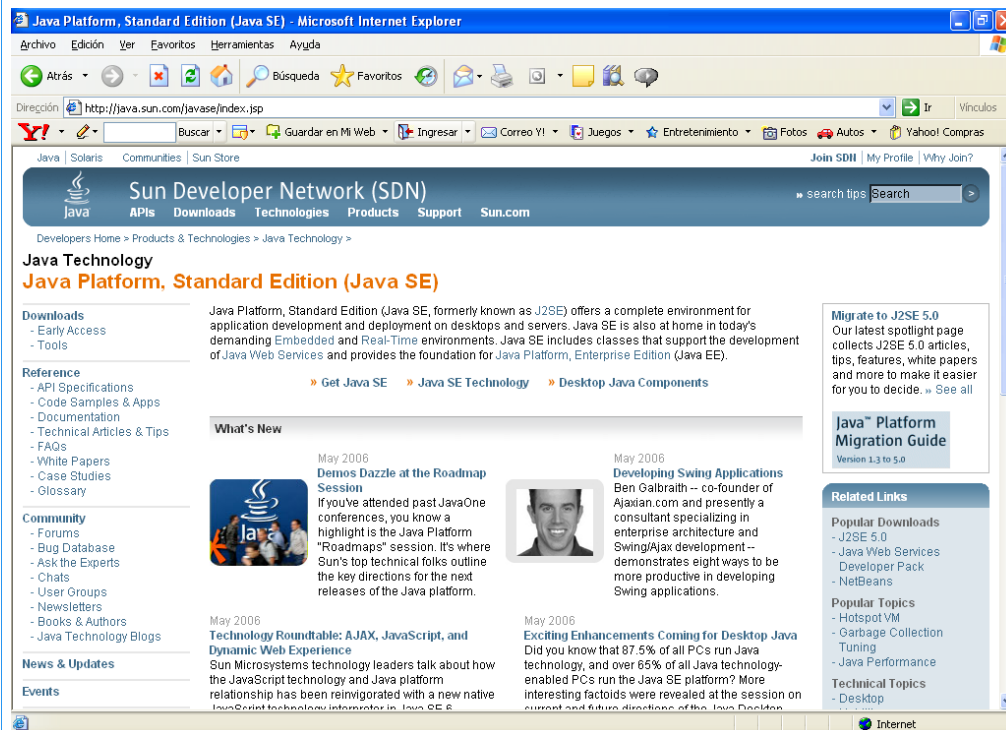 Java Platform, Standard Edition (Java SE) - Microsoft Internet Explorer
Archivo Edición Ver Favoritos Herramientas Ayuda
Atrás Búsqueda Favoritos
Dirección http://java.sun.com/javase/index.jsp Ir Vínculos
Y! Buscar Guardar en Mi Web Ingresar Correo Y! Juegos Entretenimiento Fotos Autos Yahoo! Compras
Java | Solaris Communities | Sun Store Join SDN | My Profile | Why Join?
Java
Sun Developer Network (SDN)
» search tips Search
APIs Downloads Technologies Products Support Sun.com
Developers Home > Products & Technologies > Java Technology >
Java Technology
Java Platform, Standard Edition (Java SE)
Downloads
- Early Access
- Tools
Reference
- API Specifications
- Code Samples & Apps
- Documentation
- Technical Articles & Tips
- FAQs
- White Papers
- Case Studies
- Glossary
Community
- Forums
- Bug Database
- Ask the Experts
- Chats
- User Groups
- Newsletters
- Books & Authors
- Java Technology Blogs
News & Updates
Events
Java Platform, Standard Edition (Java SE, formerly known as J2SE) offers a complete environment for
application development and deployment on desktops and servers. Java SE is also at home in today's
demanding Embedded and Real-Time environments. Java SE includes classes that support the development
of Java Web Services and provides the foundation for Java Platform, Enterprise Edition (Java EE).
» Get Java SE » Java SE Technology » Desktop Java Components
What's New
May 2006
Demos Dazzle at the Roadmap
Session
If you've attended past JavaOne
conferences, you know a
highlight is the Java Platform
"Roadmaps" session. It's where
Sun's top technical folks outline
the key directions for the next
releases of the Java platform.
Java
May 2006
Developing Swing Applications
Ben Galbraith -- co-founder of
Ajaxian.com and presently a
consultant specializing in
enterprise architecture and
Swing/Ajax development --
demonstrates eight ways to be
more productive in developing
Swing applications.
May 2006
Technology Roundtable: AJAX, JavaScript, and
Dynamic Web Experience
Sun Microsystems technology leaders talk about how
the JavaScript technology and Java platform
relationship has been reinvigorated with a new native
JavaScript technology interpreter in Java SE 6
May 2006
Exciting Enhancements Coming for Desktop Java
Did you know that 87.5% of all PCs run Java
technology, and over 65% of all Java technology-
enabled PCs run the Java SE platform? More
interesting factoids were revealed at the session on
current and future directions of the Java Desktop
Migrate to J2SE 5.0
Our latest spotlight page
collects J2SE 5.0 articles,
tips, features, white papers
and more to make it easier
for you to decide. » See all
Java™ Platform
Migration Guide
Version 1.3 to 5.0
Related Links
Popular Downloads
- J2SE 5.0
- Java Web Services
Developer Pack
- NetBeans
Popular Topics
- Hotspot VM
- Garbage Collection
Tuning
- Java Performance
Technical Topics
- Desktop
Internet